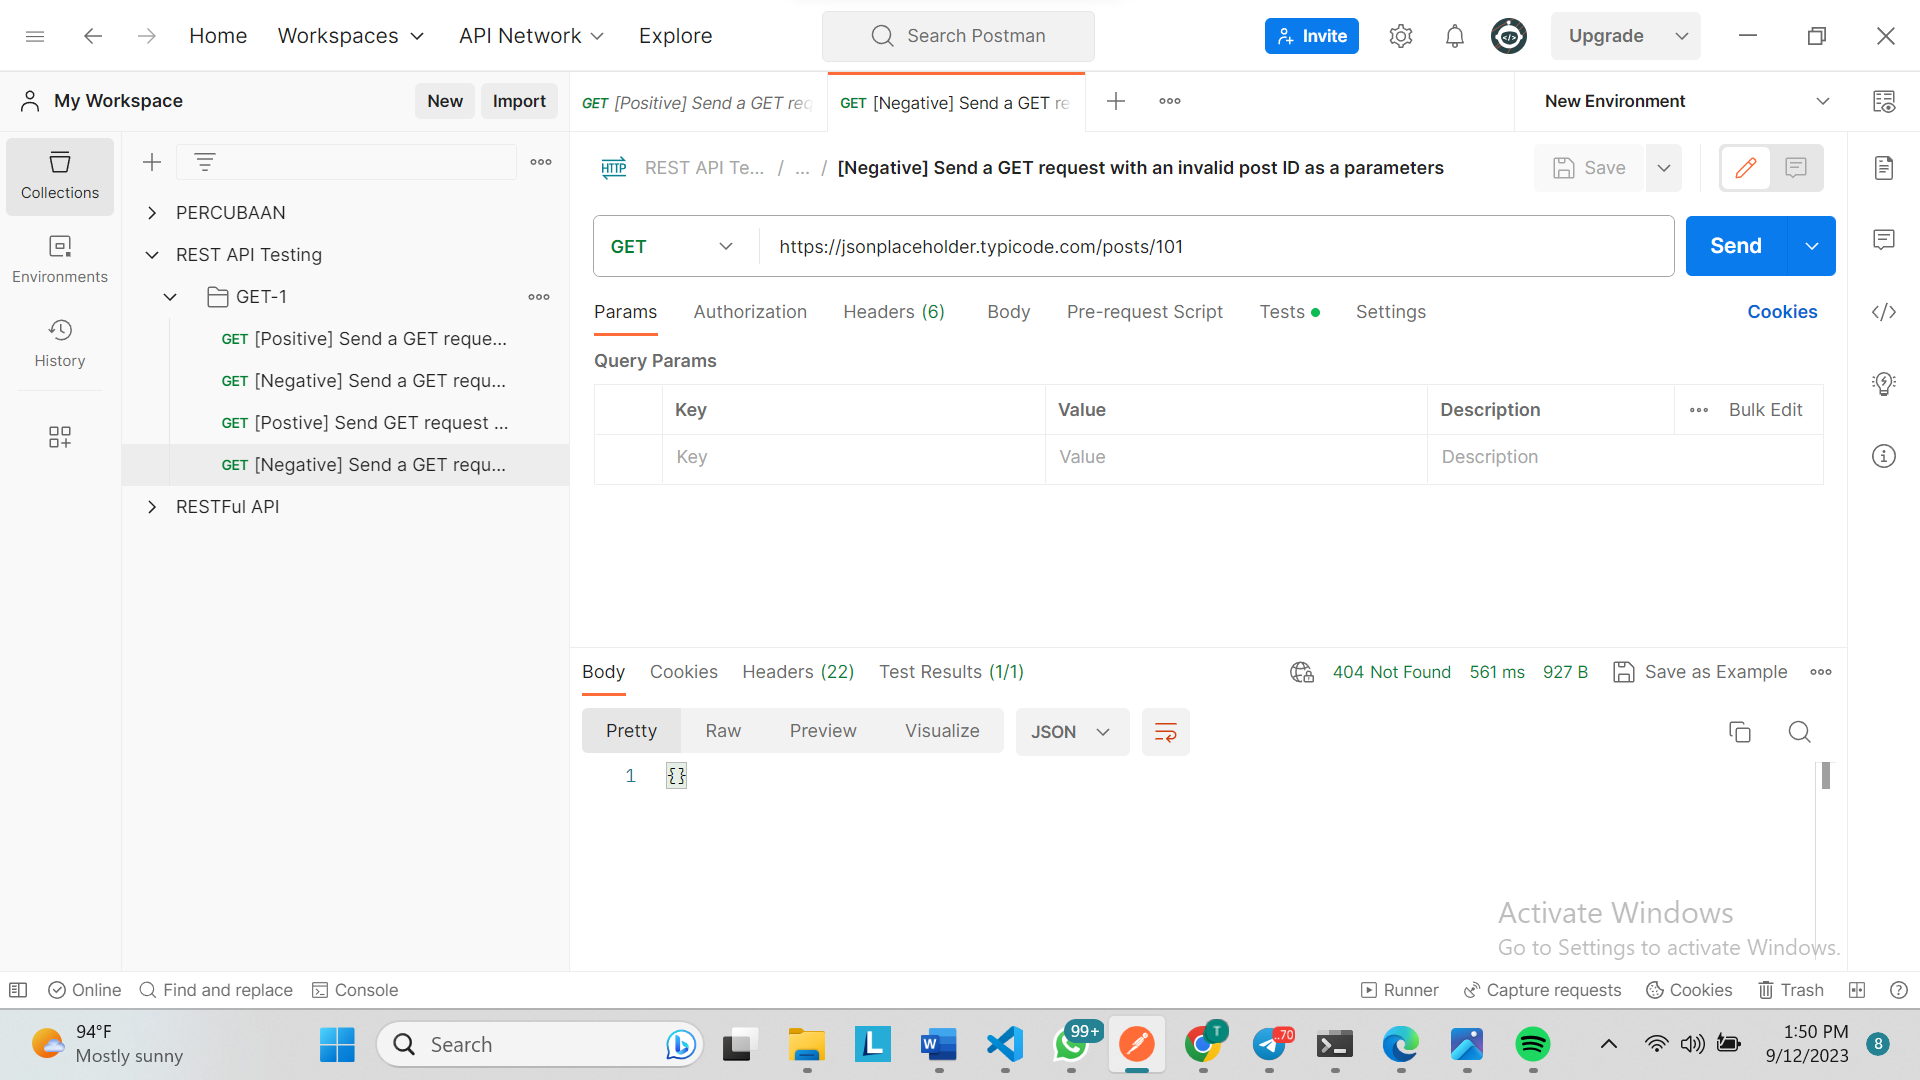 Home Workspaces API Network Explore Search Postman Invite Upgrade
My Workspace New Import GET [Positive] Send a GET req GET [Negative] Send a GET re New Environment
Collections
Environments
History
PERCUBAAN
REST API Testing
GET-1
GET [Positive] Send a GET reque...
GET [Negative] Send a GET requ...
GET [Postive] Send GET request ...
GET [Negative] Send a GET requ...
RESTFul API
HTTP REST API Te... / ... / [Negative] Send a GET request with an invalid post ID as a parameters Save
GET https://jsonplaceholder.typicode.com/posts/101 Send
Params Authorization Headers (6) Body Pre-request Script Tests Settings Cookies
Query Params
Key Value Description Bulk Edit
Key Value Description
Body Cookies Headers (22) Test Results (1/1) 404 Not Found 561 ms 927 B Save as Example
Pretty Raw Preview Visualize JSON
1 {}
Activate Windows
Go to Settings to activate Windows.
Online Find and replace Console Runner Capture requests Cookies Trash
94°F
Mostly sunny
Search
L
W
99+
T
..70
1:50 PM
9/12/2023
8